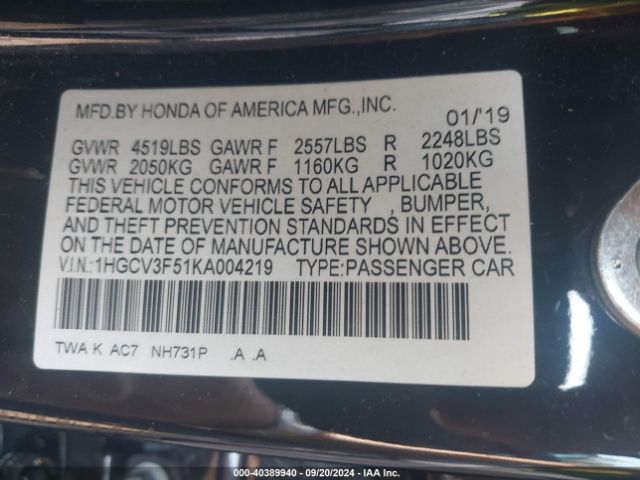 MFD.BY HONDA OF AMERICA MFG.,INC.
01/'19
GVWR 4519LBS GAWR F 2557LBS R 2248LBS
GVWR 2050KG GAWR F 1160KG R 1020KG
THIS VEHICLE CONFORMS TO ALL APPLICABLE
FEDERAL MOTOR VEHICLE SAFETY , BUMPER,
AND THEFT PREVENTION STANDARDS IN EFFECT
ON THE DATE OF MANUFACTURE SHOWN ABOVE.
V.I.N.:1HGCV3F51KA004219 TYPE:PASSENGER CAR
TWA K AC7 NH731P .A .A
000-40389940 - 09/20/2024 - IAA Inc.